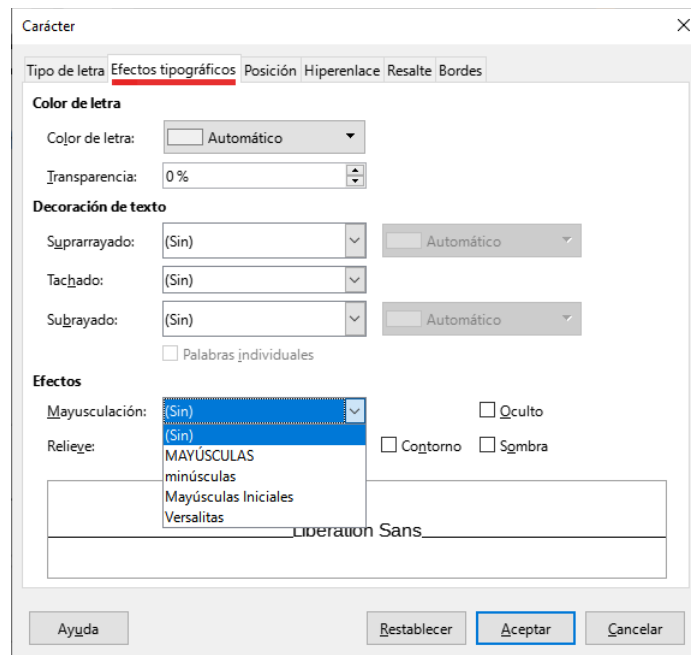 Carácter
Tipo de letra Efectos tipográficos Posición Hiperenlace Resalte Bordes
Color de letra
Color de letra: Automático
Transparencia: 0 %
Decoración de texto
Suprarrayado: (Sin) Automático
Tachado: (Sin)
Subrayado: (Sin) Automático
Palabras individuales
Efectos
Mayusculación: (Sin) Oculto
(Sin)
Relieve: Contorno Sombra
MAYÚSCULAS
minúsculas
Mayúsculas Iniciales
Versalitas
Liberation Sans
Ayuda Restablecer Aceptar Cancelar